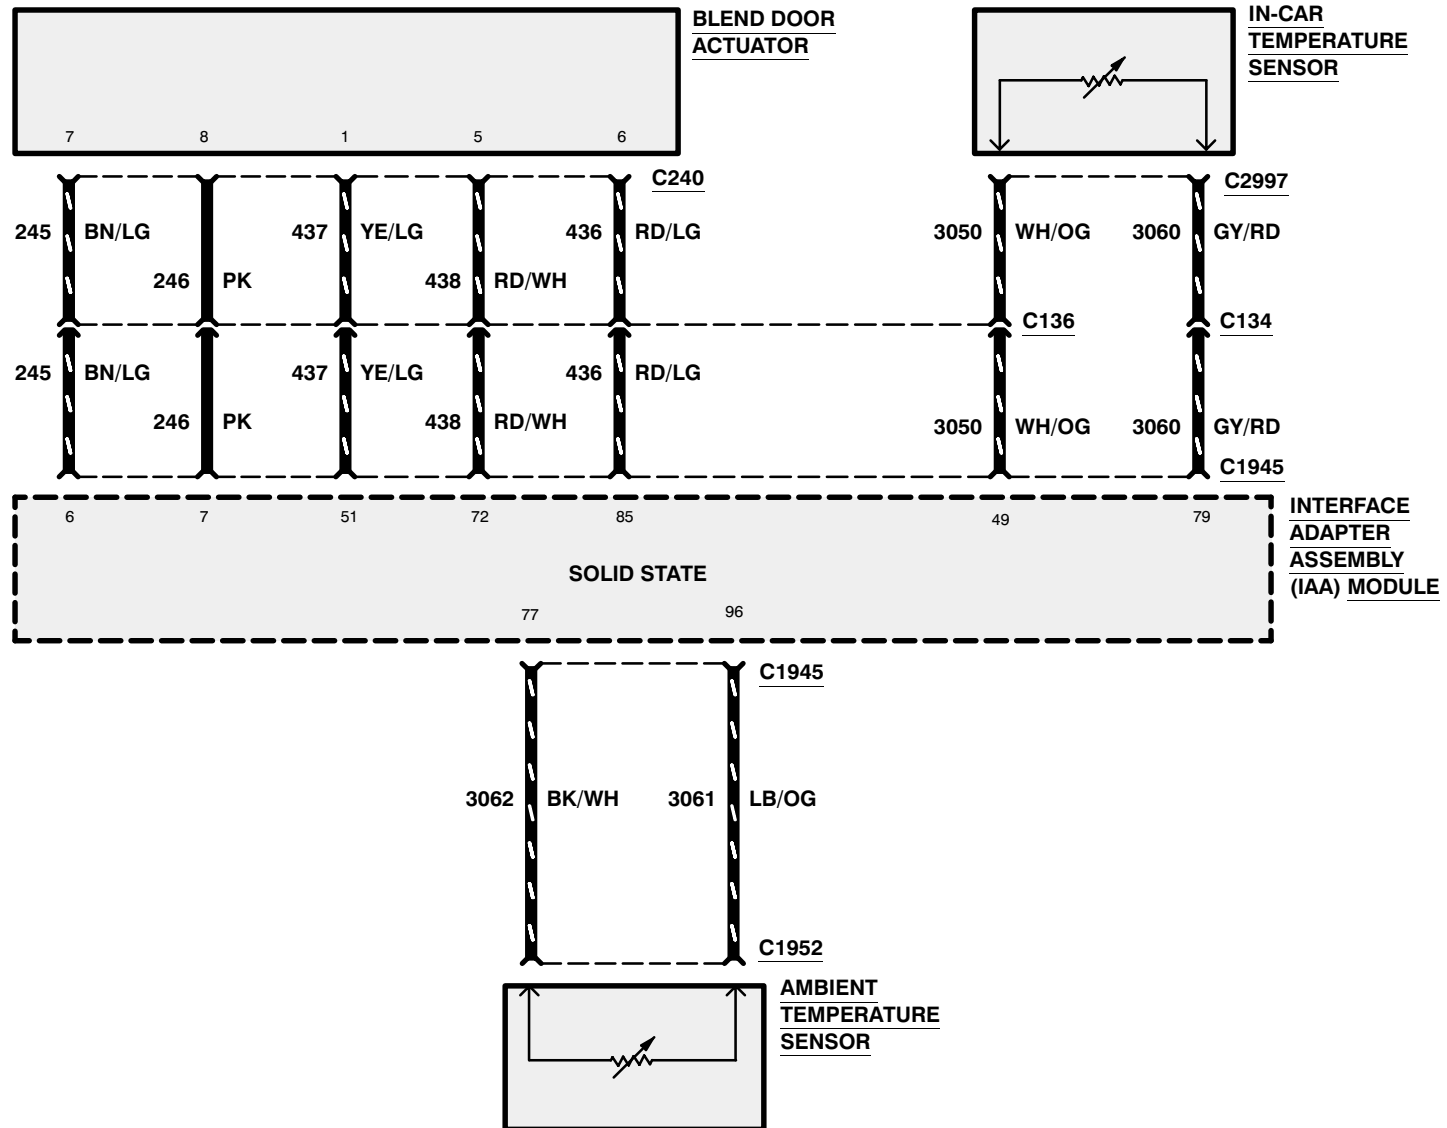 BLEND DOOR
ACTUATOR
IN-CAR
TEMPERATURE
SENSOR
7 8 1 5 6
C240 C2997
245 BN/LG 437 YE/LG 436 RD/LG 3050 WH/OG 3060 GY/RD
246 PK 438 RD/WH
C136 C134
245 BN/LG 437 YE/LG 436 RD/LG
246 PK 438 RD/WH 3050 WH/OG 3060 GY/RD
C1945
6 7 51 72 85 49 79
INTERFACE
ADAPTER
ASSEMBLY
(IAA) MODULE
SOLID STATE
77 96
C1945
3062 BK/WH 3061 LB/OG
C1952
AMBIENT
TEMPERATURE
SENSOR